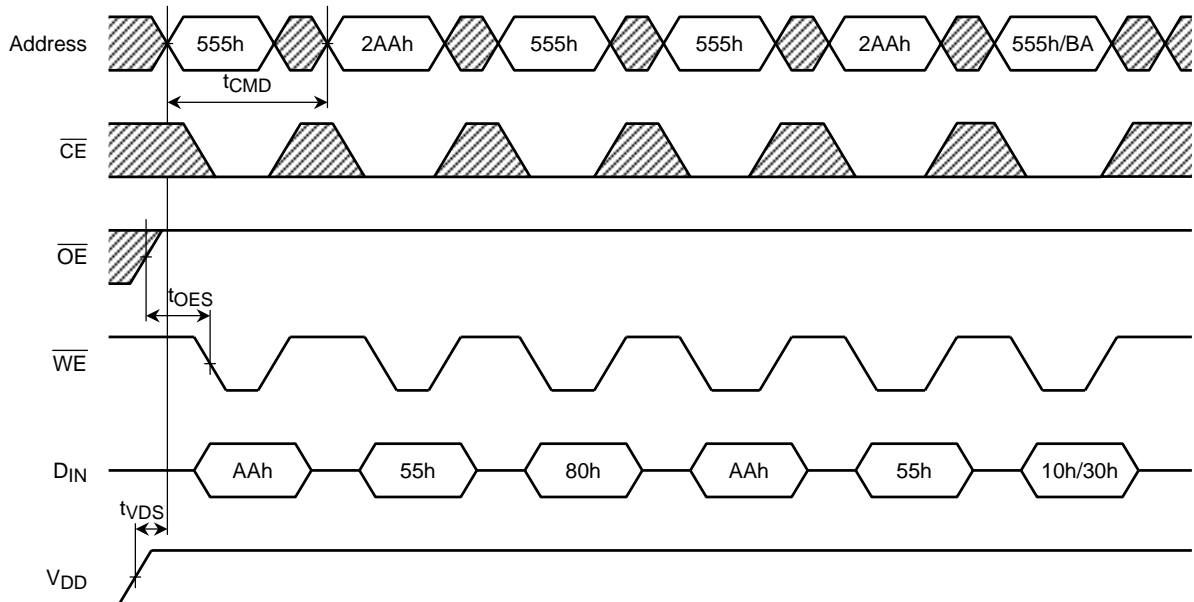 Address 555h 2AAh 555h 555h 2AAh 555h/BA
tCMD
CE
OE
tOES
WE
DIN AAh 55h 80h AAh 55h 10h/30h
tVDS
VDD